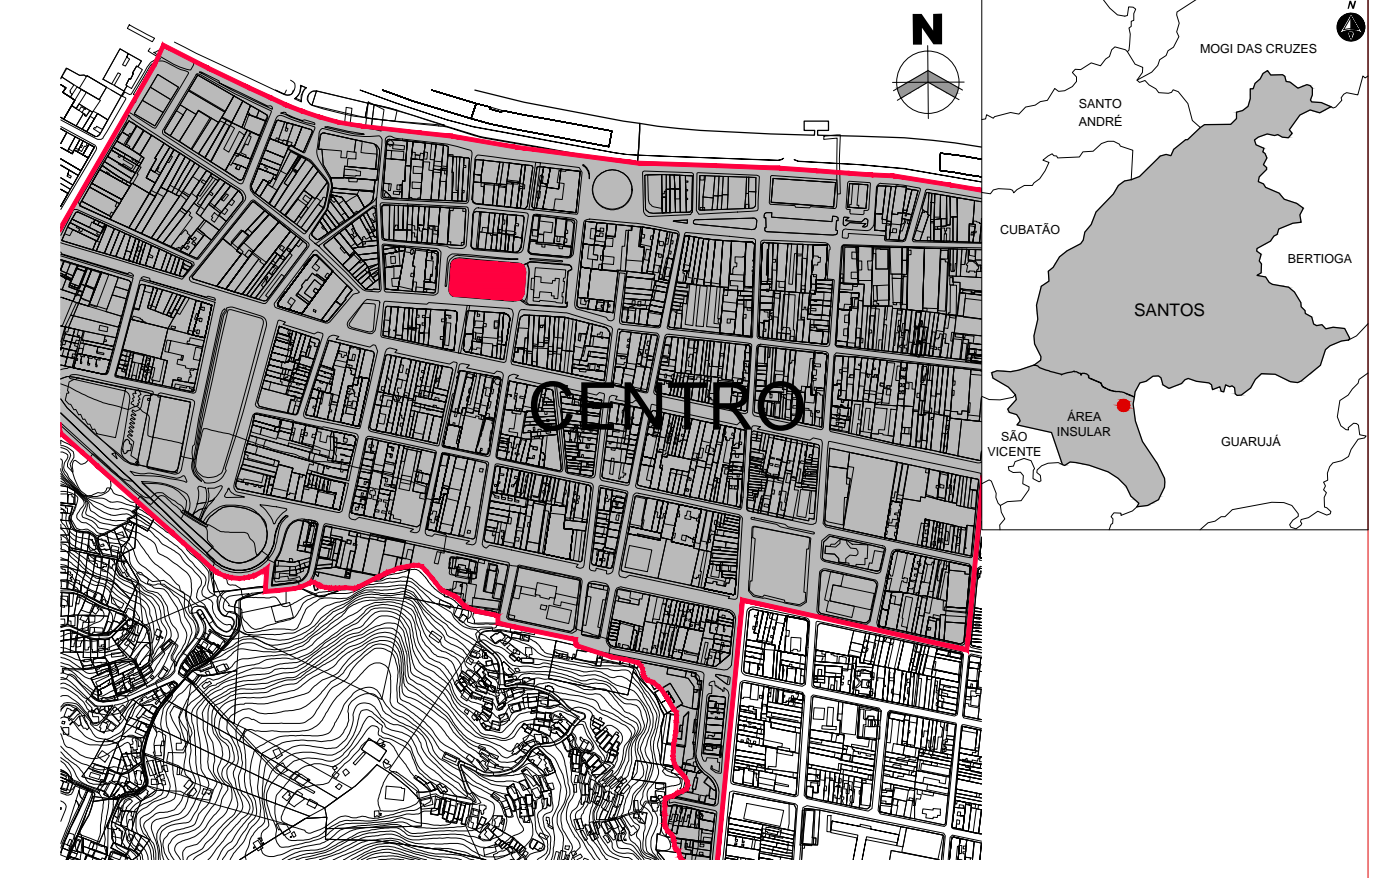 N
CENTRO
N
MOGI DAS CRUZES
SANTO
ANDRÉ
CUBATÃO
BERTIOGA
SANTOS
ÁREA
INSULAR
SÃO
VICENTE
GUARUJÁ